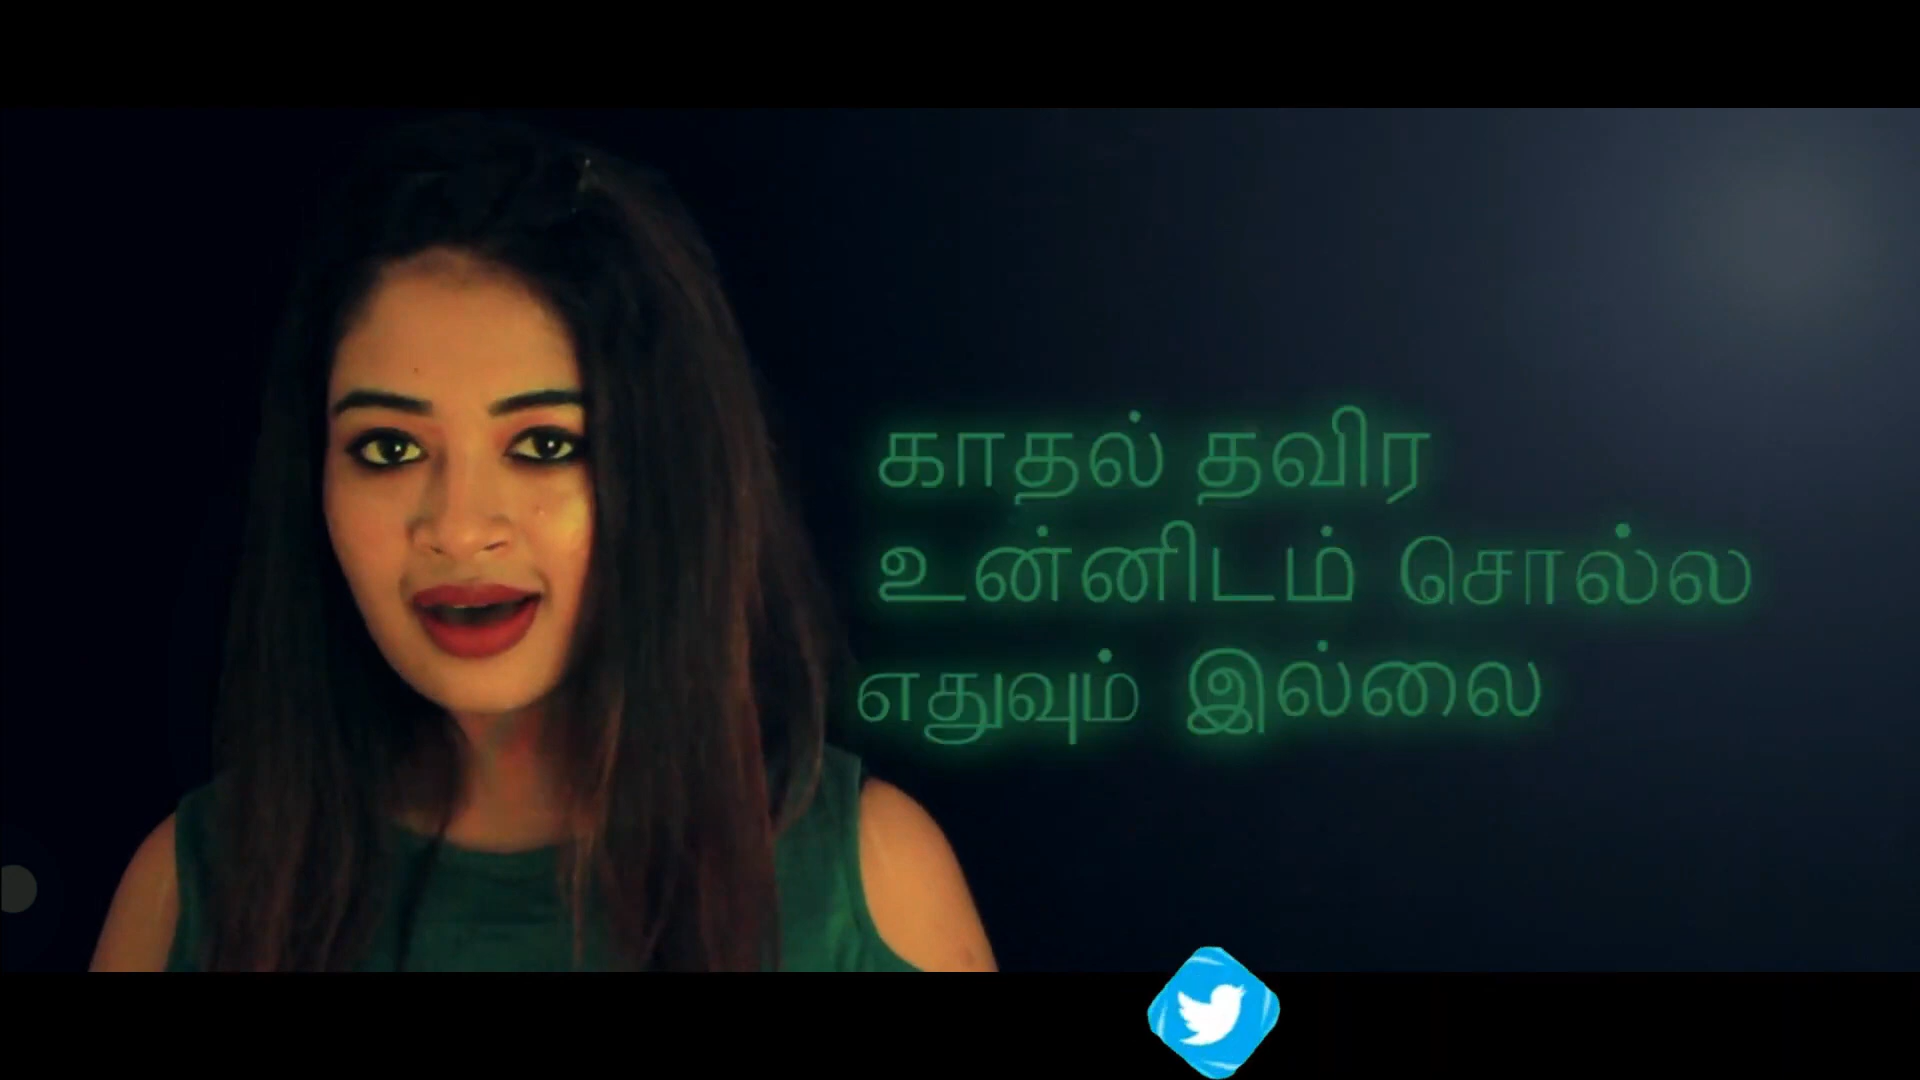 காதல் தவிர
உன்னிடம் சொல்ல
எதுவும் இல்லை